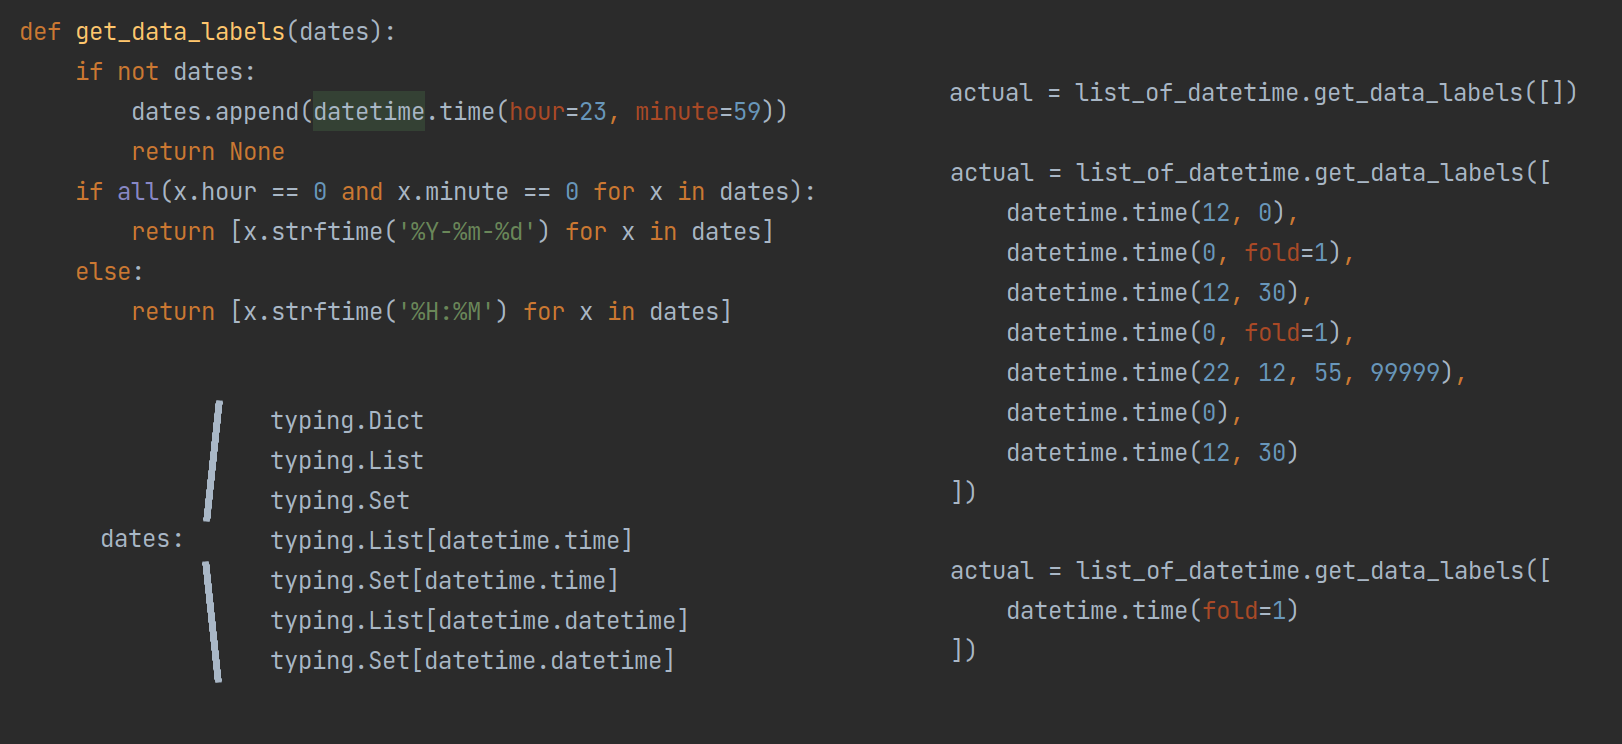 def get_data_labels(dates):
    if not dates:
        dates.append(datetime.time(hour=23, minute=59))
        return None
    if all(x.hour == 0 and x.minute == 0 for x in dates):
        return [x.strftime('%Y-%m-%d') for x in dates]
    else:
        return [x.strftime('%H:%M') for x in dates]
dates:
typing.Dict
typing.List
typing.Set
typing.List[datetime.time]
typing.Set[datetime.time]
typing.List[datetime.datetime]
typing.Set[datetime.datetime]
actual = list_of_datetime.get_data_labels([])
actual = list_of_datetime.get_data_labels([
    datetime.time(12, 0),
    datetime.time(0, fold=1),
    datetime.time(12, 30),
    datetime.time(0, fold=1),
    datetime.time(22, 12, 55, 99999),
    datetime.time(0),
    datetime.time(12, 30)
])
actual = list_of_datetime.get_data_labels([
    datetime.time(fold=1)
])